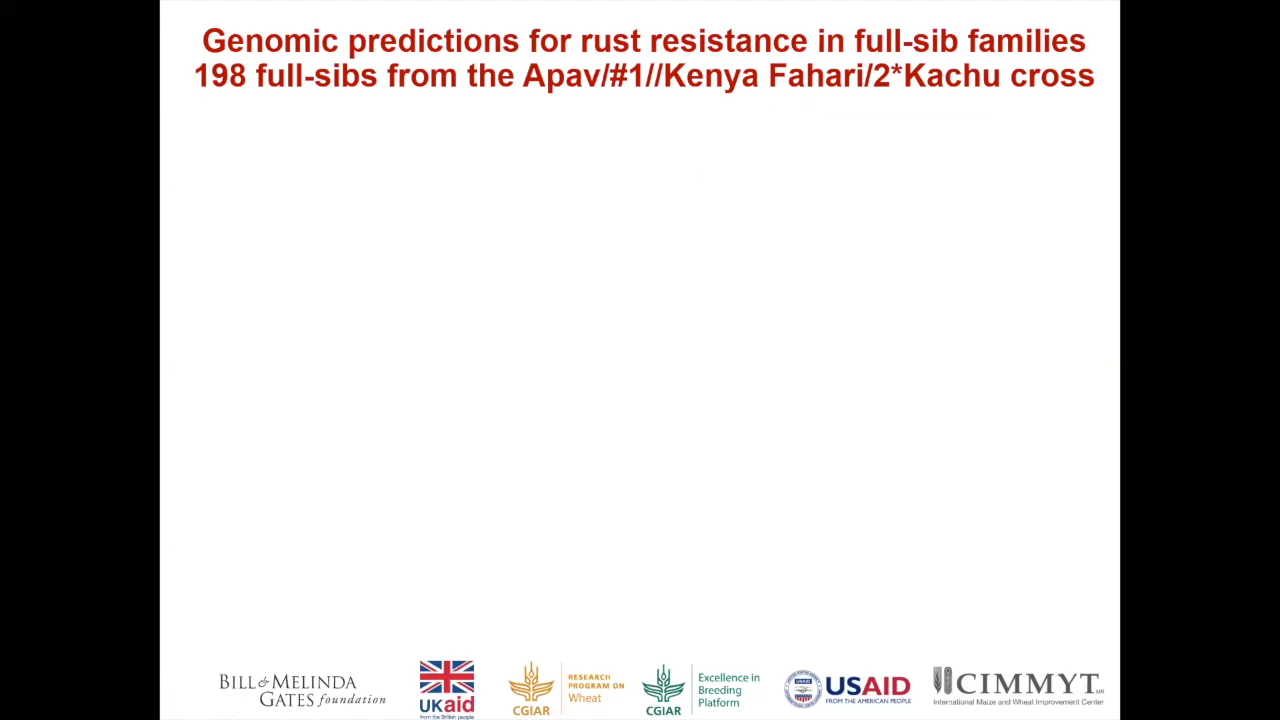 Genomic predictions for rust resistance in full-sib families
198 full-sibs from the Apav/#1//Kenya Fahari/2*Kachu cross
BILL & MELINDA
GATES foundation
UKaid
from the British people
CGIAR
RESEARCH
PROGRAM ON
Wheat
CGIAR
Excellence in
Breeding
Platform
USAID
USAID
FROM THE AMERICAN PEOPLE
CIMMYT
International Maize and Wheat Improvement Center